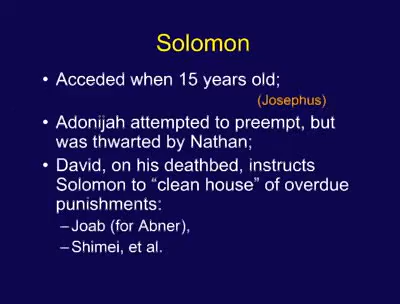 Solomon
• Acceded when 15 years old;
(Josephus)
• Adonijah attempted to preempt, but
was thwarted by Nathan;
• David, on his deathbed, instructs
Solomon to “clean house” of overdue
punishments:
–Joab (for Abner),
–Shimei, et al.